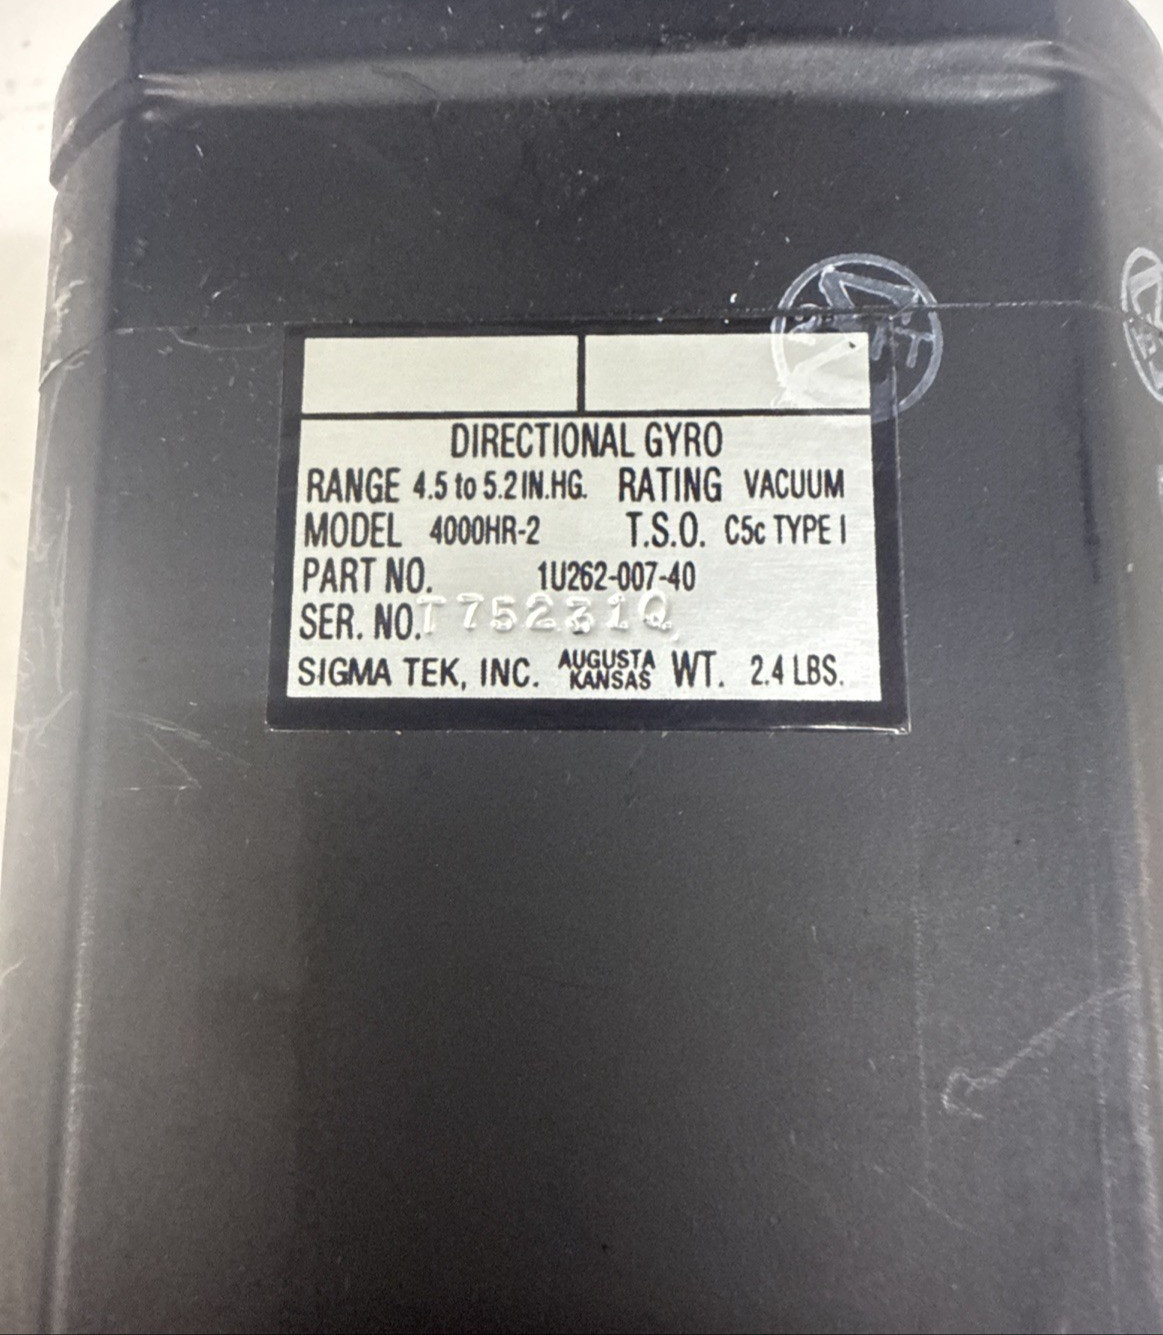 DIRECTIONAL GYRO
RANGE 4.5 to 5.2 IN.HG. RATING VACUUM
MODEL 4000HR-2 T.S.O. C5c TYPE I
PART NO. 1U262-007-40
SER. NO. T75231Q
SIGMA TEK, INC. AUGUSTA KANSAS WT. 2.4 LBS.